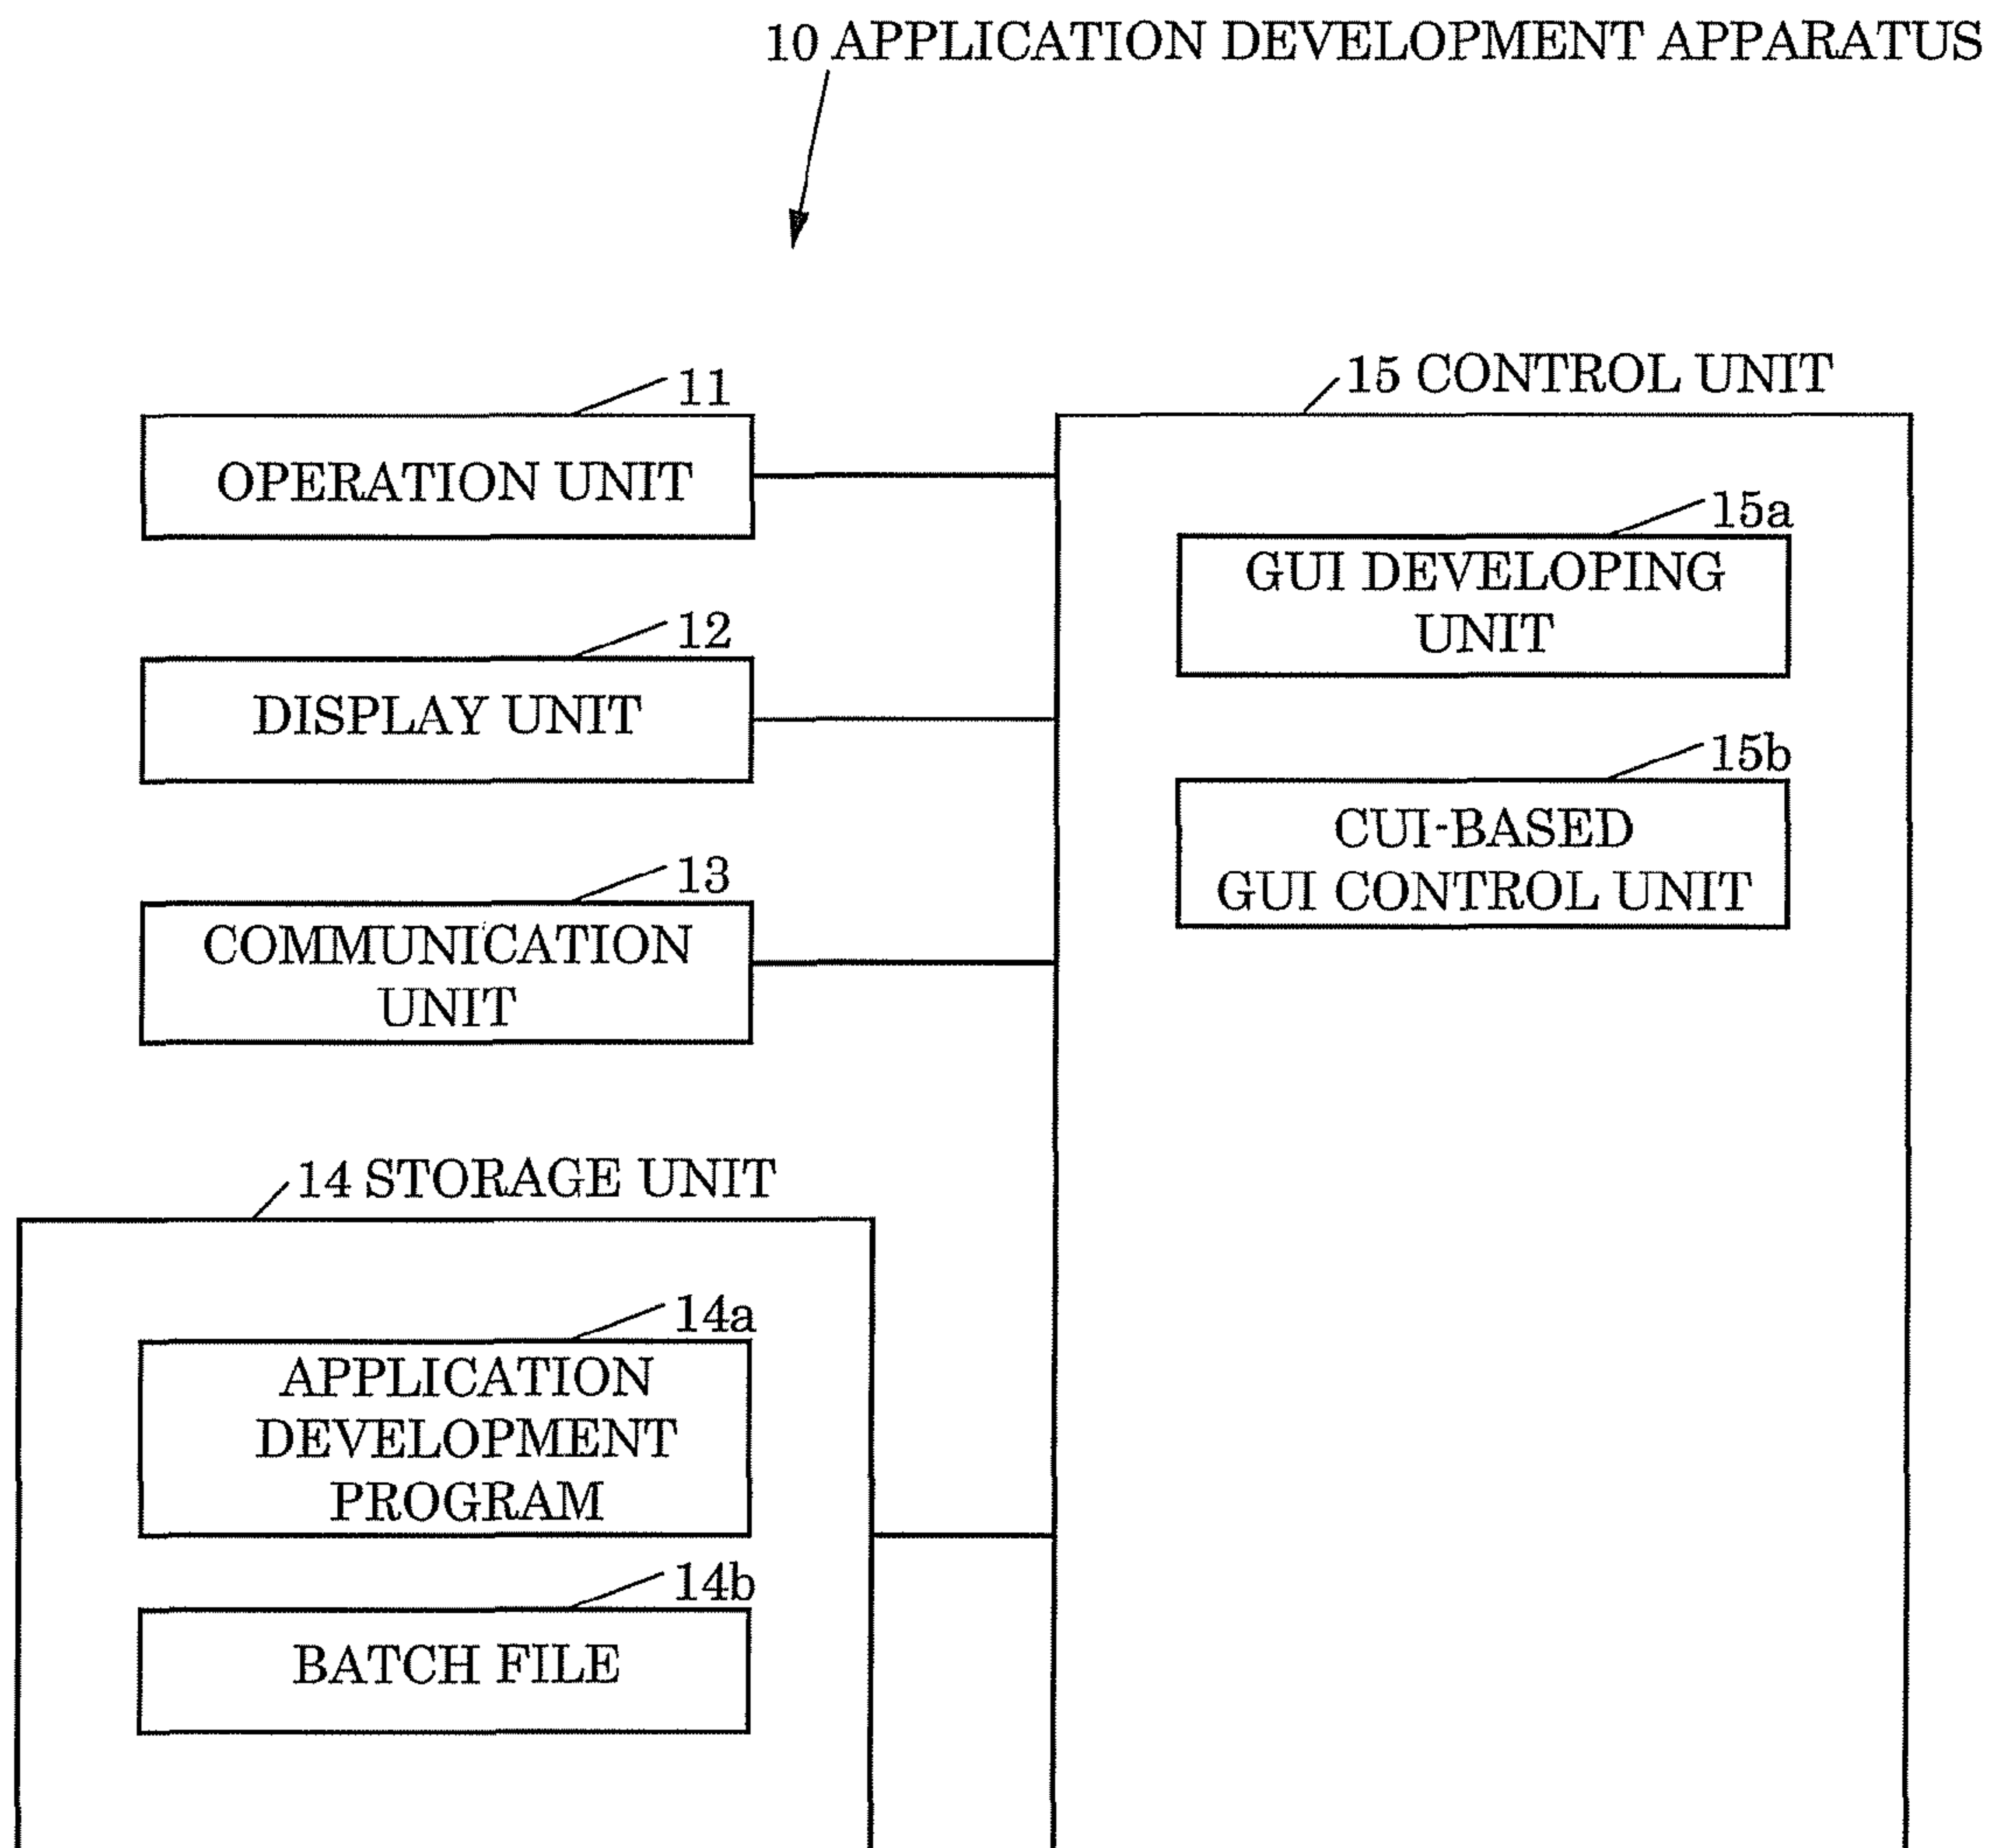 10 APPLICATION DEVELOPMENT APPARATUS
11
OPERATION UNIT
12
DISPLAY UNIT
13
COMMUNICATION
UNIT
14 STORAGE UNIT
14a
APPLICATION
DEVELOPMENT
PROGRAM
14b
BATCH FILE
15 CONTROL UNIT
15a
GUI DEVELOPING
UNIT
15b
CUI-BASED
GUI CONTROL UNIT